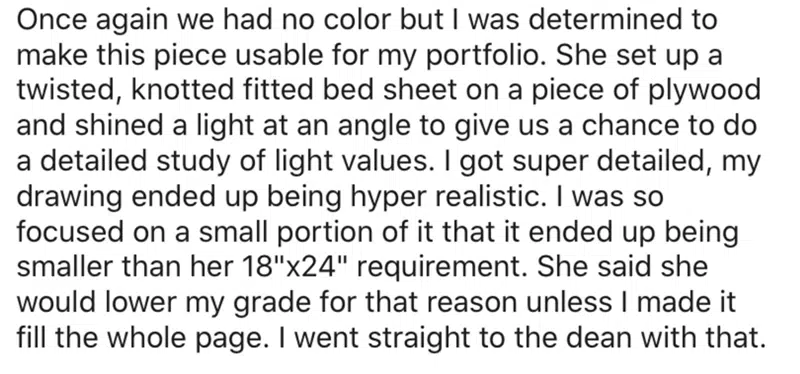 Once again we had no color but I was determined to
make this piece usable for my portfolio. She set up a
twisted, knotted fitted bed sheet on a piece of plywood
and shined a light at an angle to give us a chance to do
a detailed study of light values. I got super detailed, my
drawing ended up being hyper realistic. I was so
focused on a small portion of it that it ended up being
smaller than her 18"x24" requirement. She said she
would lower my grade for that reason unless I made it
fill the whole page. I went straight to the dean with that.